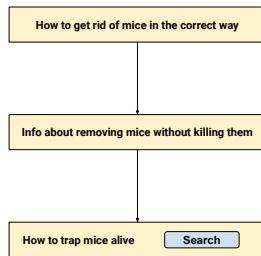 How to get rid of mice in the correct way
Info about removing mice without killing them
How to trap mice alive Search